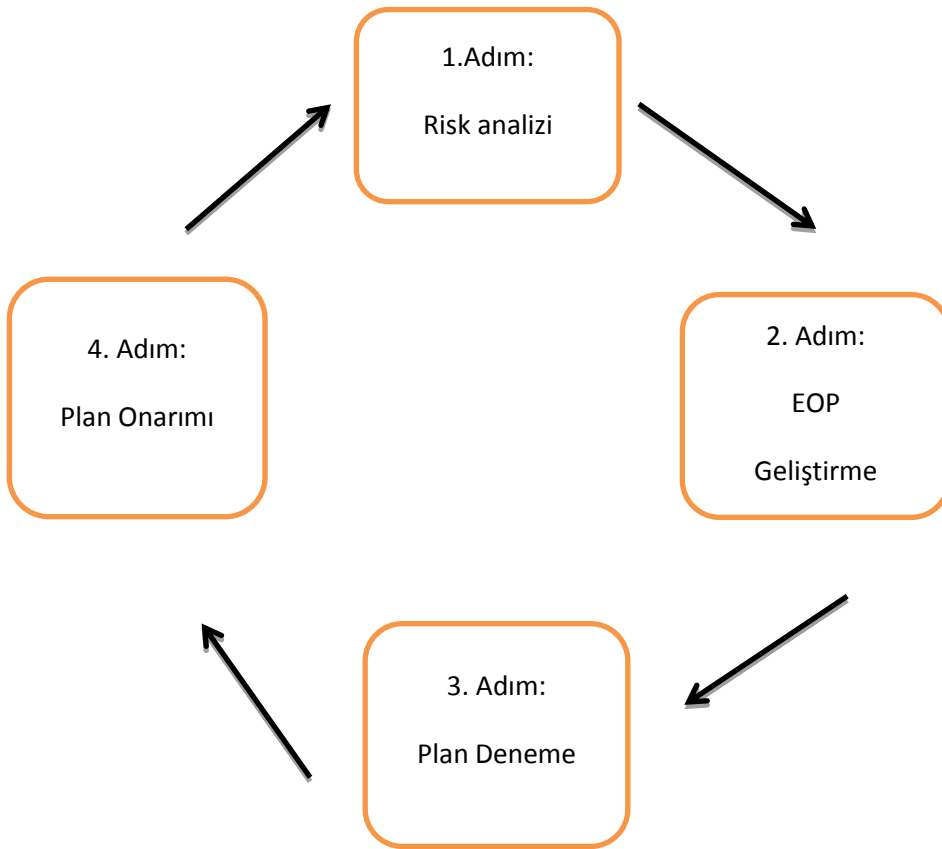 1.Adım:
Risk analizi
2. Adım:
EOP
Geliştirme
3. Adım:
Plan Deneme
4. Adım:
Plan Onarımı